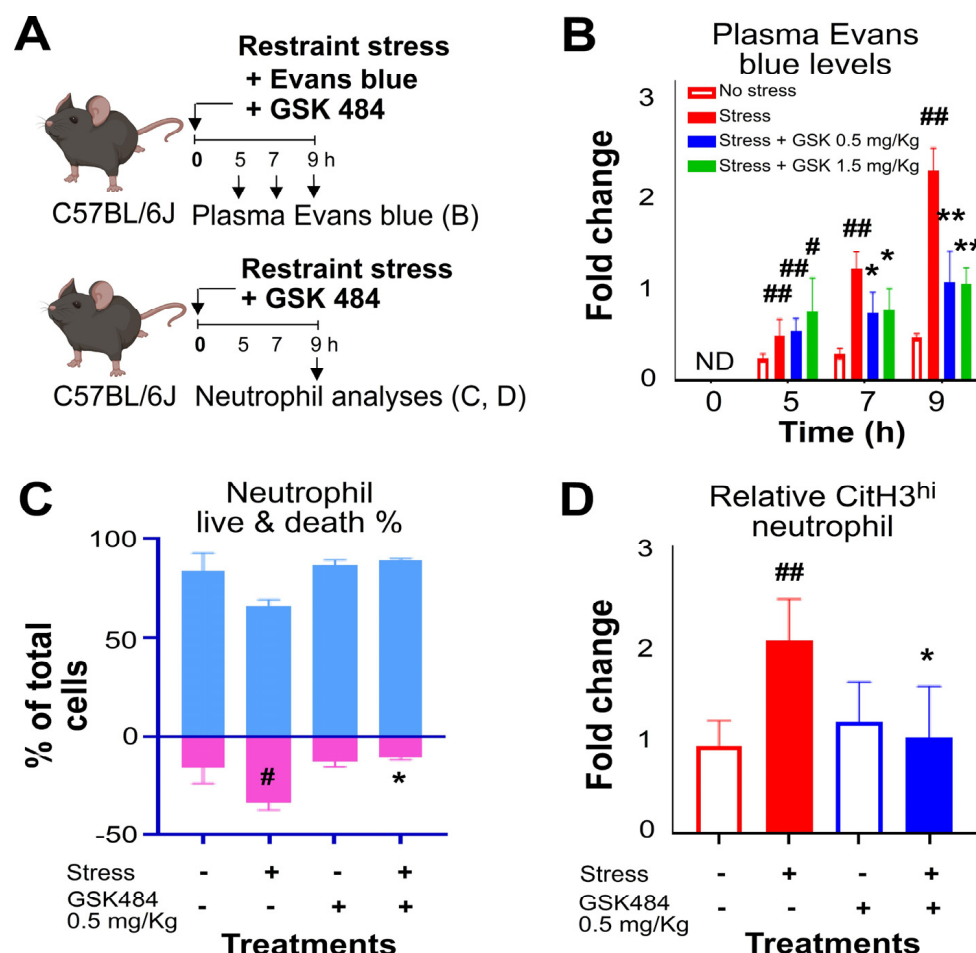 A
Restraint stress
+ Evans blue
+ GSK 484
0 5 7 9 h
C57BL/6J Plasma Evans blue (B)
Restraint stress
+ GSK 484
0 5 7 9 h
C57BL/6J Neutrophil analyses (C, D)
B
Plasma Evans
blue levels
No stress
Stress
Stress + GSK 0.5 mg/Kg
Stress + GSK 1.5 mg/Kg
Fold change
3
2
1
0
ND
##
##
#
##
*
*
##
**
**
0 5 7 9
Time (h)
C
Neutrophil
live & death %
% of total
cells
100
50
0
-50
#
*
Stress - + - +
GSK484 - - + +
0.5 mg/Kg
Treatments
D
Relative CitH3hi
neutrophil
Fold change
3
2
1
0
##
*
Stress - + - +
GSK484 - - + +
0.5 mg/Kg
Treatments